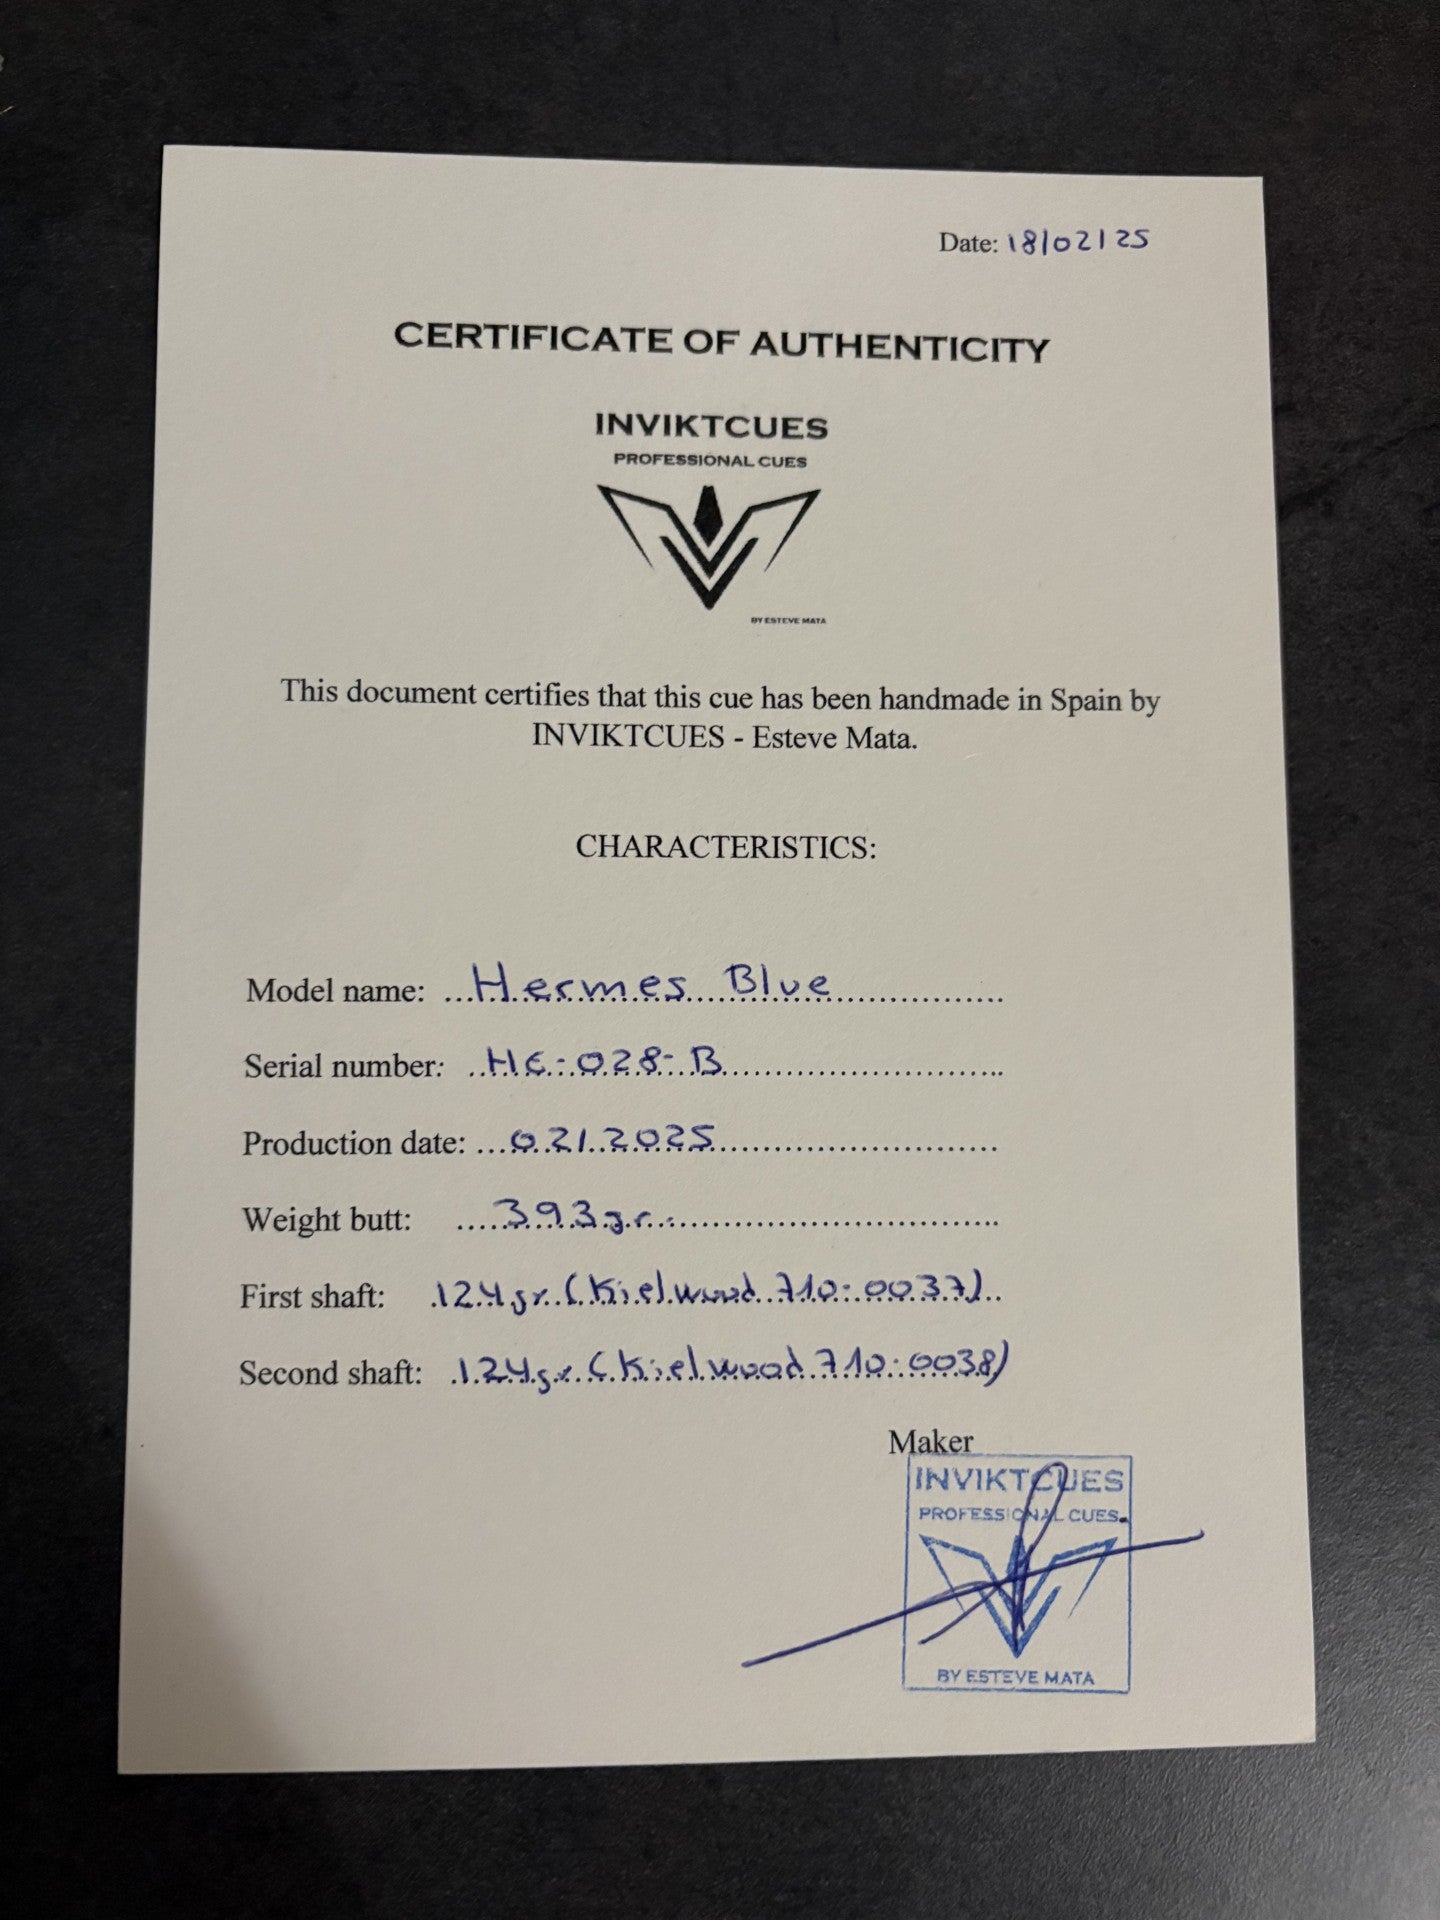 Date: 18/02/25
CERTIFICATE OF AUTHENTICITY
INVIKTCUES
PROFESSIONAL CUES
BY ESTEVE MATA
This document certifies that this cue has been handmade in Spain by
INVIKTCUES - Esteve Mata.
CHARACTERISTICS:
Model name: Hermes Blue
Serial number: HE-028-B
Production date: 02/2025
Weight butt: 393gr.
First shaft: 124gr (Kielwood 710-0037)
Second shaft: 124gr (Kielwood 710-0038)
Maker
INVIKTCUES
PROFESSIONAL CUES
BY ESTEVE MATA